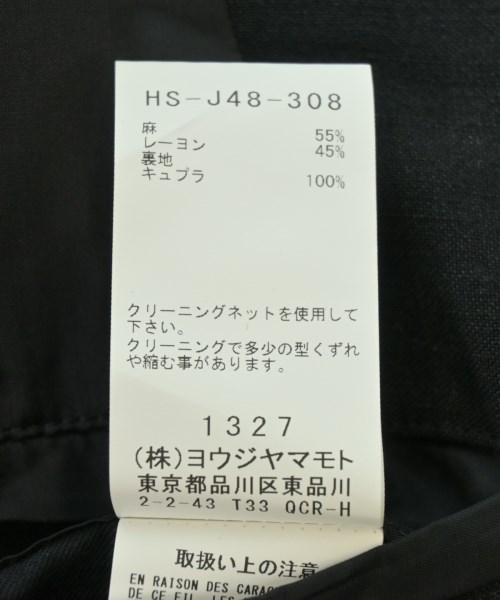 HS-J48-308
麻 55%
レーヨン 45%
裏地
キュプラ 100%
クリーニングネットを使用して
下さい。
クリーニングで多少の型くずれ
や縮む事があります。
1327
(株)ヨウジヤマモト
東京都品川区東品川
2-2-43 T33 QCR-H
取扱い上の注意
EN RAISON DES CARAC
DE CE FIL, LES